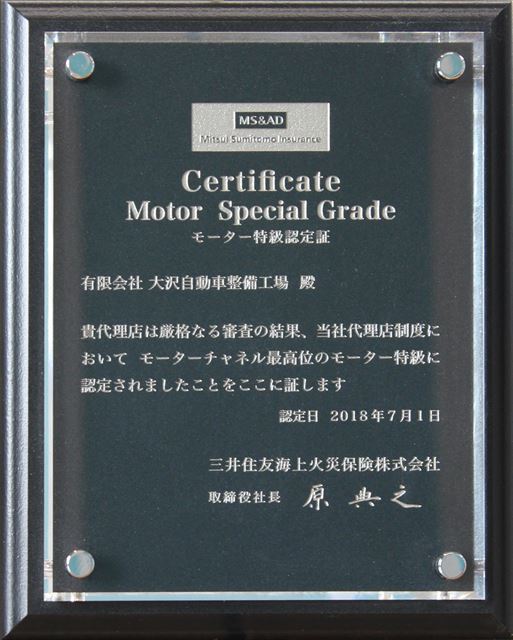 MS&AD
Mitsui Sumitomo Insurance
Certificate
Motor Special Grade
モーター特級認定証
有限会社 大沢自動車整備工場 殿
貴代理店は厳格なる審査の結果、当社代理店制度に
おいて モーターチャネル最高位のモーター特級に
認定されましたことをここに証します
認定日 2018年7月1日
三井住友海上火災保険株式会社
取締役社長 原 典之